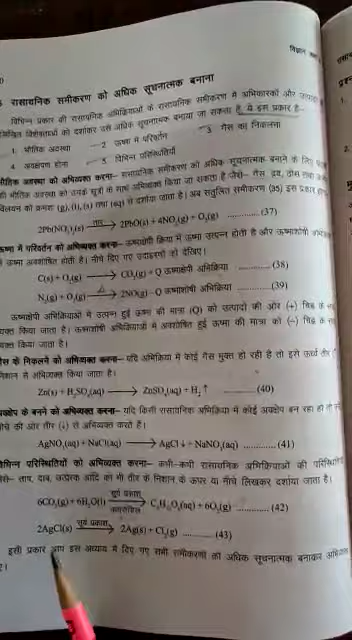 रासायनिक समीकरण को अधिक सूचनात्मक बनाना
विभिन्न प्रकार की रासायनिक अभिक्रियाओं के रासायनिक समीकरण में अभिकारकों और
विशेषताओं को दर्शाकर उसे अधिक सूचनात्मक बनाया जा सकता है, ये इस प्रकार है-
1. भौतिक अवस्था 2 ऊष्मा में परिवर्तन 3 गैस का निकलना
4 अवक्षेपण होना 5 विभिन्न परिस्थितियाँ
भौतिक अवस्था को अभिव्यक्त करना- रासायनिक समीकरण को अधिक सूचनात्मक बनाने के लिए
की भौतिक अवस्था को उनके सूत्रों के साथ अभिव्यक्त किया जा सकता है जैसे- गैस, द्रव, ठोस तथा
विलयन को क्रमशः (g), (l), (s) तथा (aq) से दर्शाया जाता है। अब संतुलित समीकरण (35) इस प्रकार
2Pb(NO₃)₂(s) ⟶ 2PbO(s) + 4NO₂(g) + O₂(g) ............(37)
ऊष्मा में परिवर्तन को अभिव्यक्त करना- ऊष्माक्षेपी क्रिया में ऊष्मा उत्पन्न होती है और ऊष्माशोषी
में ऊष्मा अवशोषित होती है। नीचे दिए गए उदाहरणों को देखिए।
C(s) + O₂(g) ⟶ CO₂(g) + Q ऊष्माक्षेपी अभिक्रिया ............(38)
N₂(g) + O₂(g) ⟶ 2NO(g) – Q ऊष्माशोषी अभिक्रिया ............(39)
ऊष्माक्षेपी अभिक्रियाओं में उत्पन्न हुई ऊष्मा की मात्रा (Q) को उत्पादों की ओर (+) चिह्न के
व्यक्त किया जाता है। ऊष्माशोषी अभिक्रियाओं में अवशोषित हुई ऊष्मा की मात्रा को (–) चिह्न के
व्यक्त किया जाता है।
गैस के निकलने को अभिव्यक्त करना- यदि अभिक्रिया में कोई गैस मुक्त हो रही है तो इसे ऊर्ध्व तीर
निशान से अभिव्यक्त किया जाता है।
Zn(s) + H₂SO₄(aq) ⟶ ZnSO₄(aq) + H₂ ↑ ............(40)
अवक्षेप के बनने को अभिव्यक्त करना- यदि किसी रासायनिक अभिक्रिया में कोई अवक्षेप बन रहा हो तो
नीचे की ओर तीर (↓) से अभिव्यक्त करते हैं।
AgNO₃(aq) + NaCl(aq) ⟶ AgCl ↓ + NaNO₃(aq) ............(41)
विभिन्न परिस्थितियों को अभिव्यक्त करना- कभी-कभी रासायनिक अभिक्रियाओं की परिस्थितियाँ
जैसे- ताप, दाब, उत्प्रेरक आदि को भी तीर के निशान के ऊपर या नीचे लिखकर दर्शाया जाता है।
6CO₂(g) + 6H₂O(l) सूर्य प्रकाश ⟶ क्लोरोफिल C₆H₁₂O₆(aq) + 6O₂(g) ............(42)
2AgCl(s) सूर्य प्रकाश ⟶ 2Ag(s) + Cl₂(g) ............(43)
इसी प्रकार आप इस अध्याय में दिए गए सभी समीकरणों को अधिक सूचनात्मक बनाकर